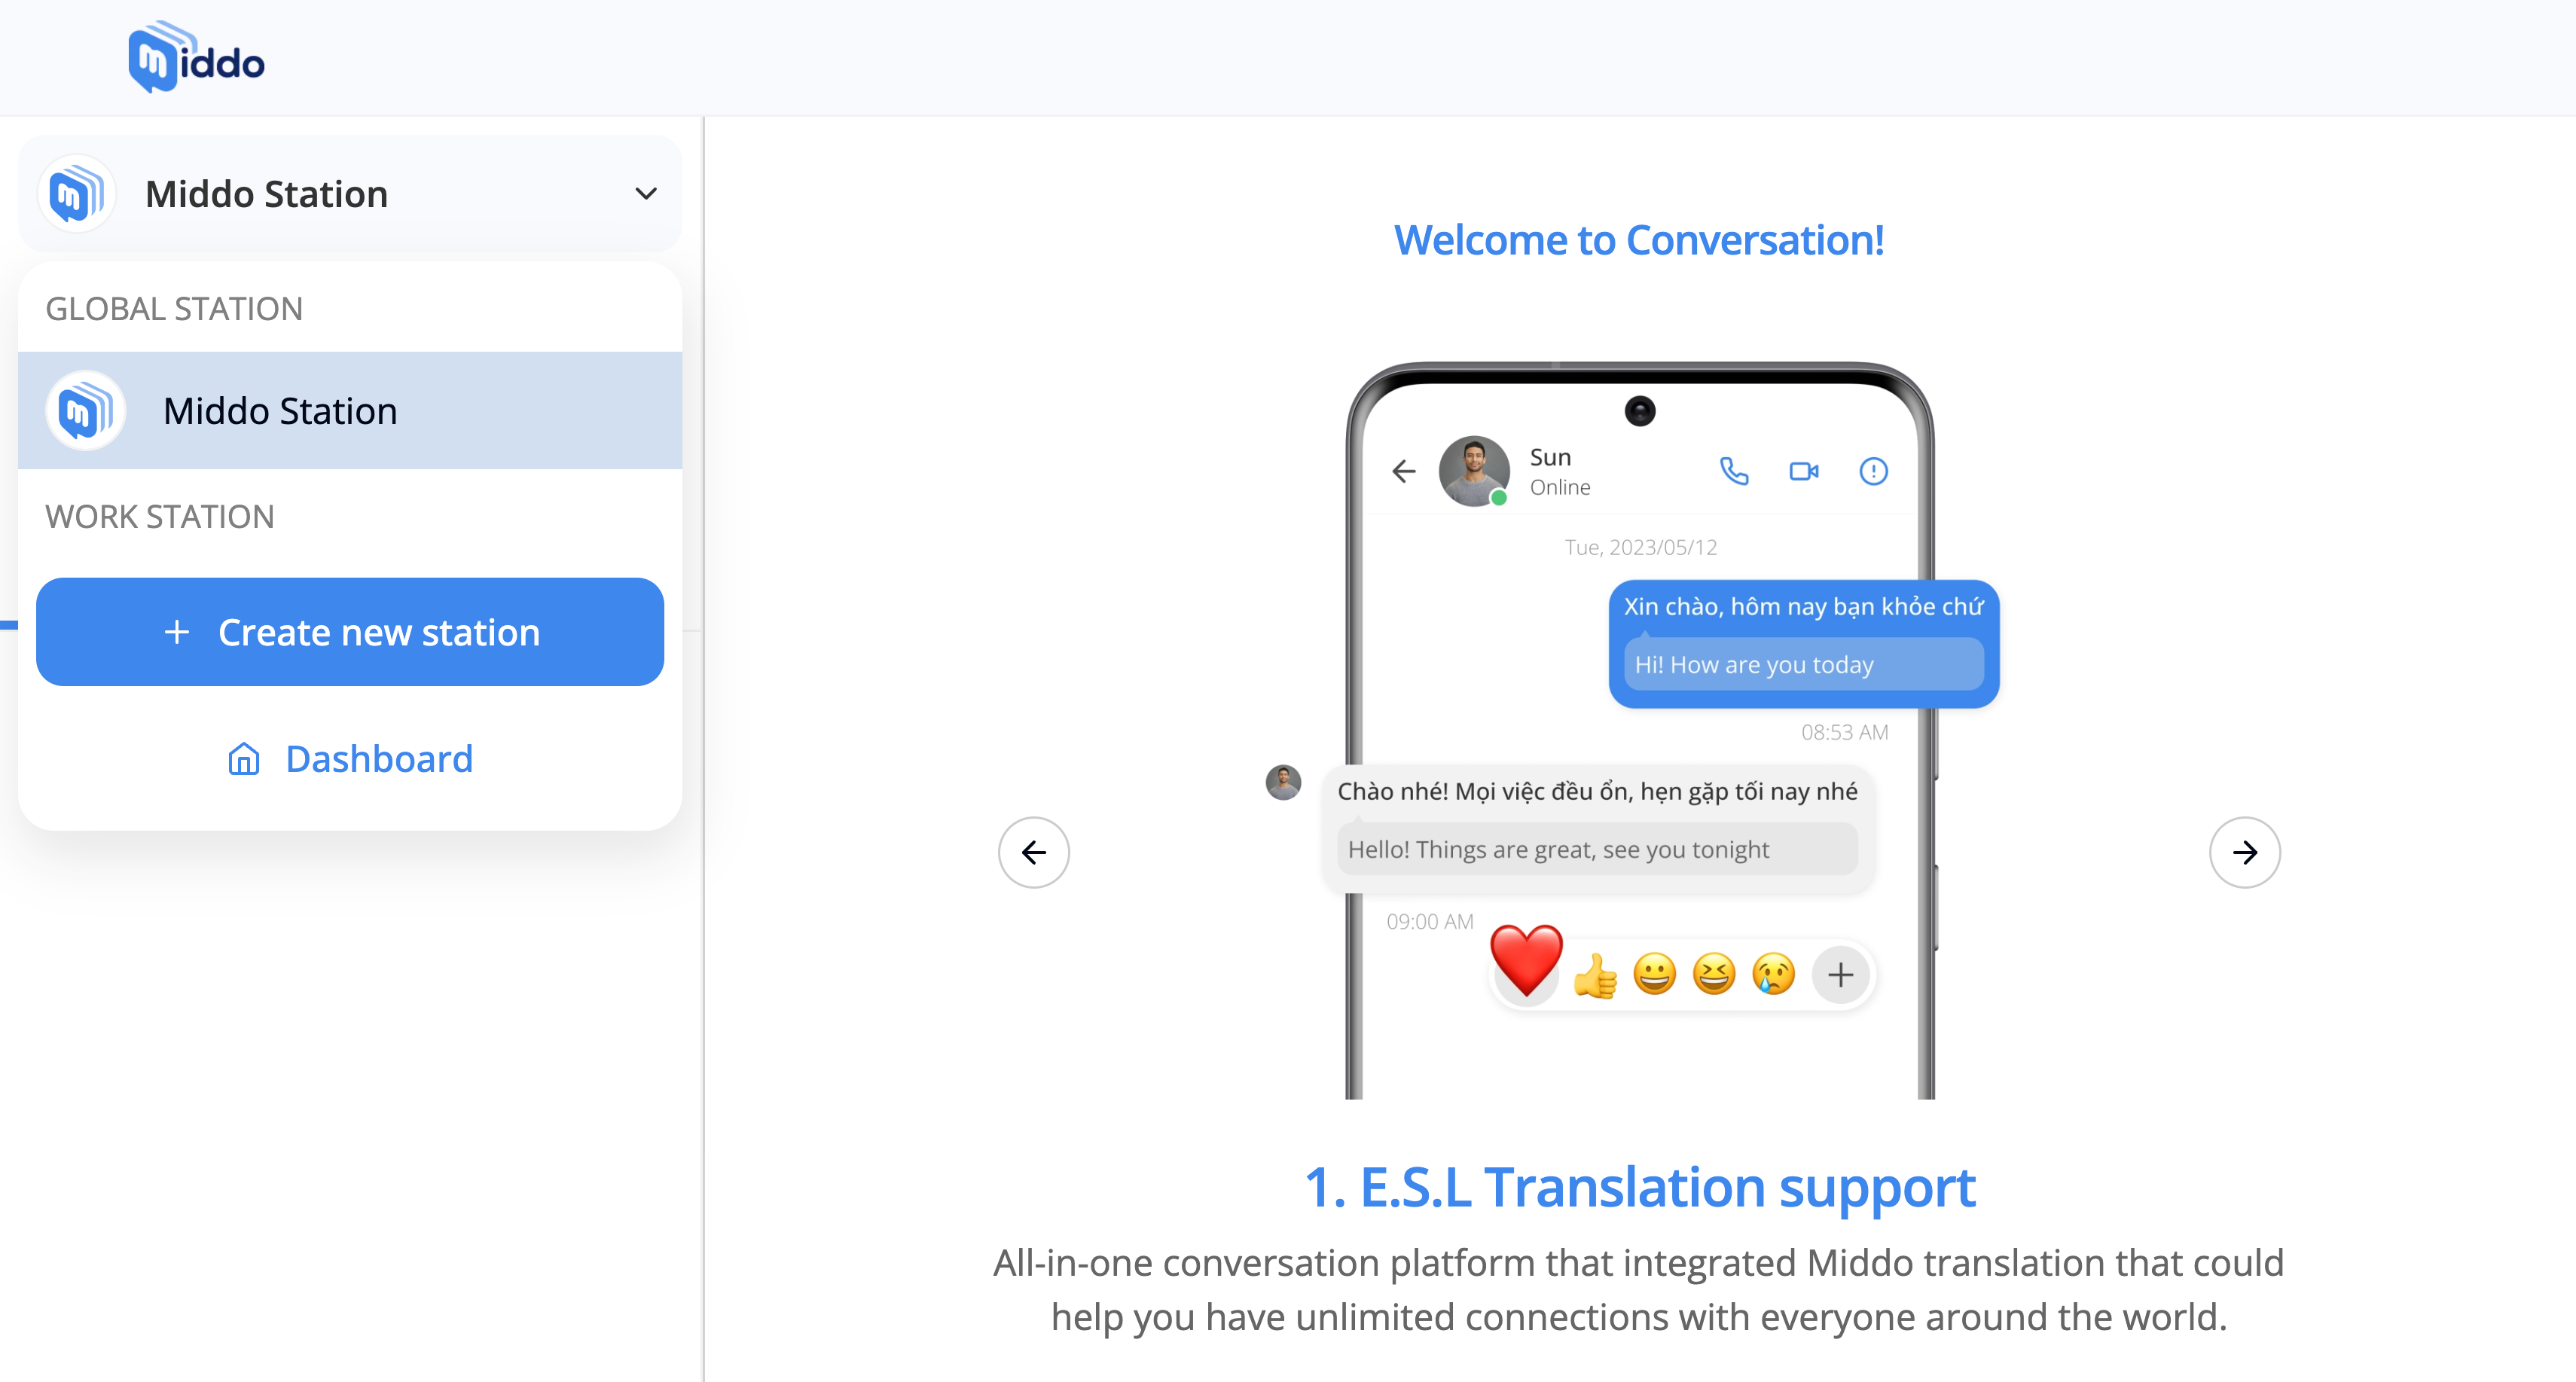 middo
Middo Station
GLOBAL STATION
Middo Station
WORK STATION
Create new station
Dashboard
Welcome to Conversation!
Sun
Online
Tue, 2023/05/12
Xin chào, hôm nay bạn khỏe chứ
Hi! How are you today
08:53 AM
Chào nhé! Mọi việc đều ổn, hẹn gặp tối nay nhé
Hello! Things are great, see you tonight
09:00 AM
1. E.S.L Translation support
All-in-one conversation platform that integrated Middo translation that could
help you have unlimited connections with everyone around the world.